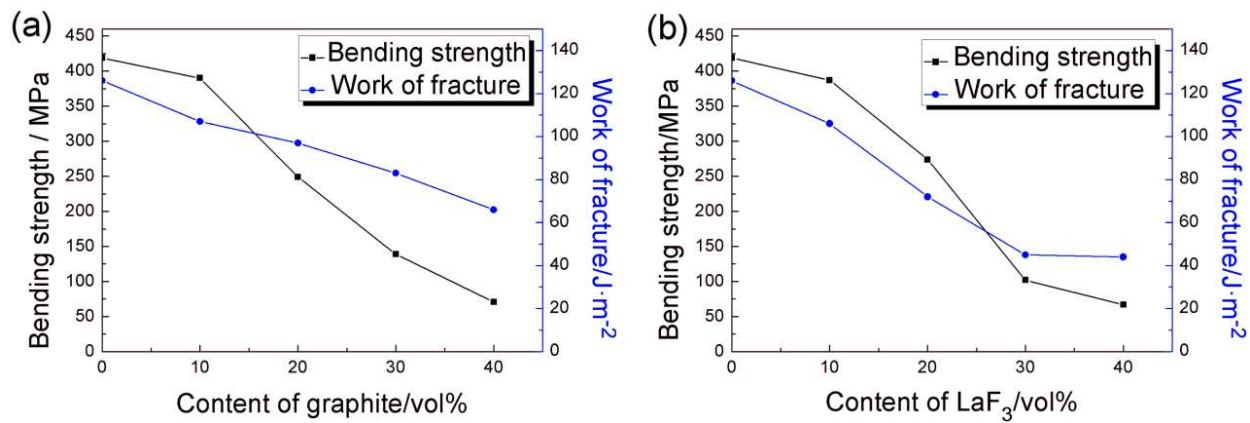 (a)
Bending strength
Work of fracture
Bending strength / MPa
450
400
350
300
250
200
150
100
50
0
140
120
100
80
60
40
20
0
Work of fracture/J·m-2
0 10 20 30 40
Content of graphite/vol%
(b)
Bending strength
Work of fracture
Bending strength/MPa
450
400
350
300
250
200
150
100
50
0
140
120
100
80
60
40
20
0
Work of fracture/J·m-2
0 10 20 30 40
Content of LaF3/vol%